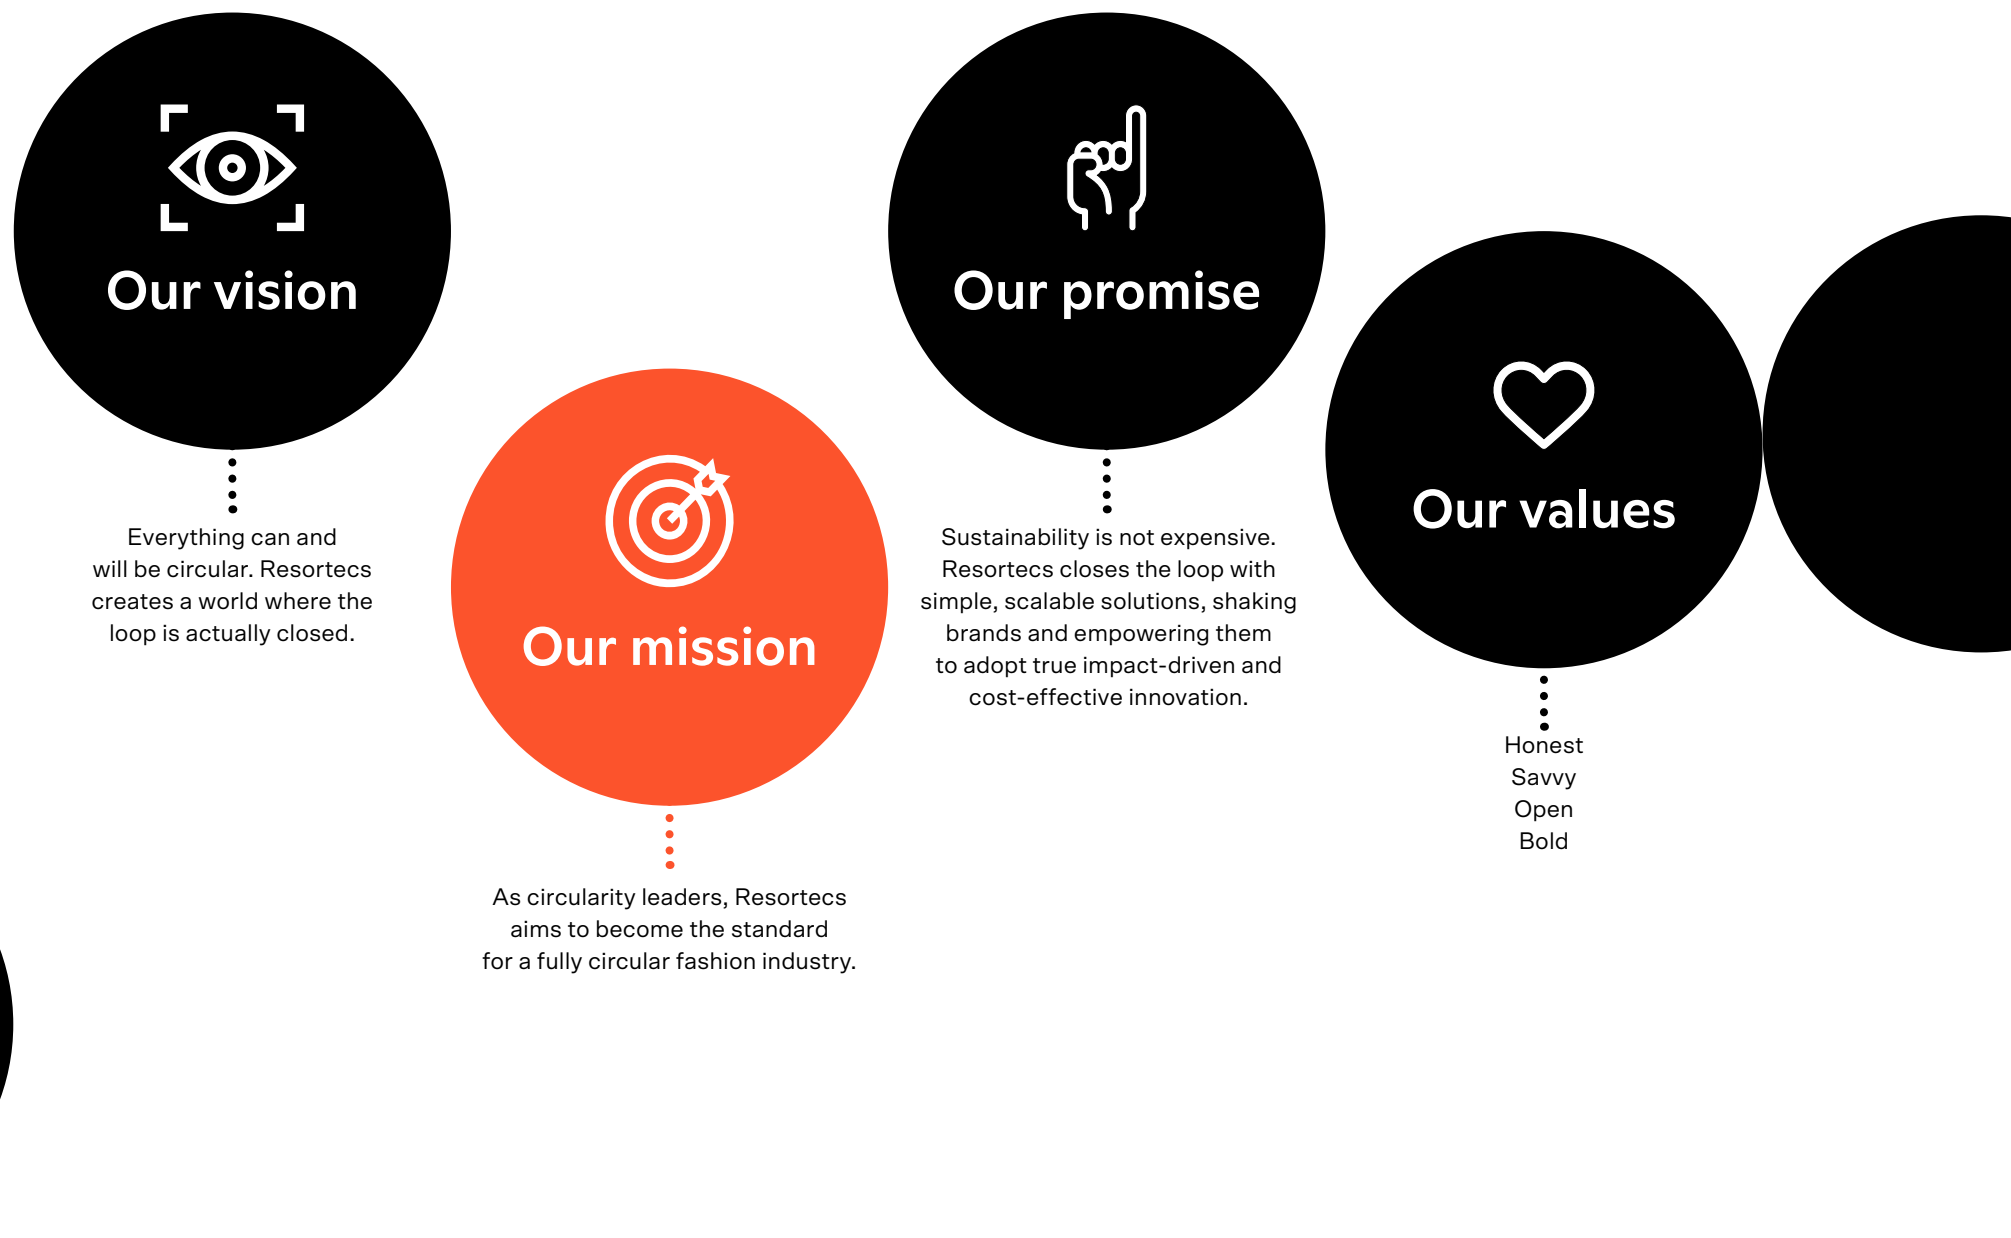 Our vision
Everything can and
will be circular. Resortecs
creates a world where the
loop is actually closed.
Our mission
As circularity leaders, Resortecs
aims to become the standard
for a fully circular fashion industry.
Our promise
Sustainability is not expensive.
Resortecs closes the loop with
simple, scalable solutions, shaking
brands and empowering them
to adopt true impact-driven and
cost-effective innovation.
Our values
Honest
Savvy
Open
Bold